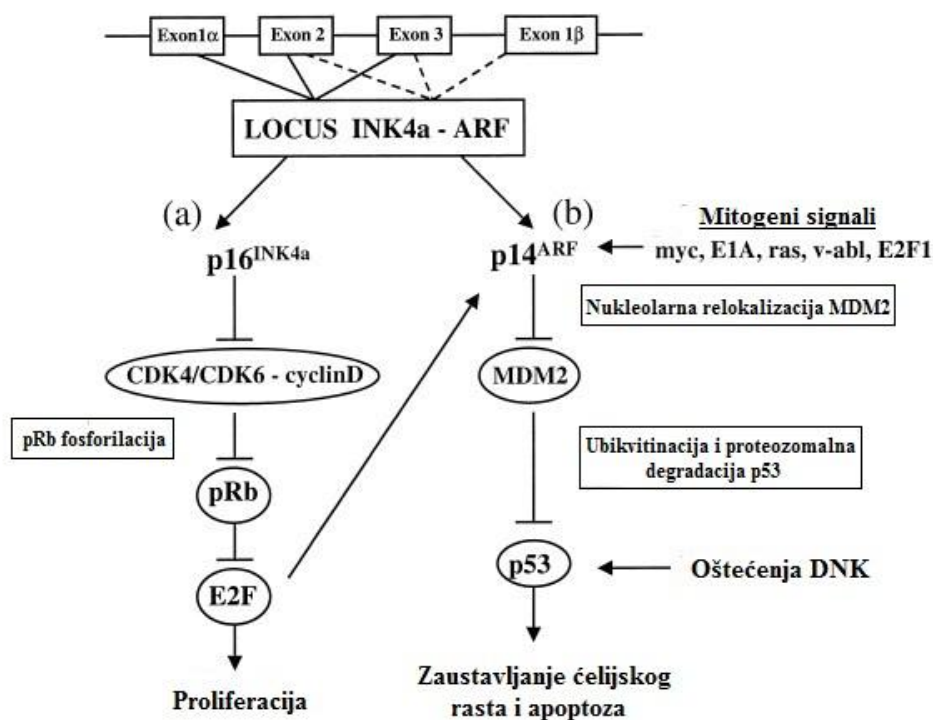 Exon1α Exon 2 Exon 3 Exon 1β
LOCUS INK4a - ARF
(a)
p16INK4a
CDK4/CDK6 - cyclinD
pRb fosforilacija
pRb
E2F
Proliferacija
(b)
p14ARF
Mitogeni signali
myc, E1A, ras, v-abl, E2F1
Nukleolarna relokalizacija MDM2
MDM2
Ubikvitinacija i proteozomalna
degradacija p53
p53
Oštećenja DNK
Zaustavljanje ćelijskog
rasta i apoptoza